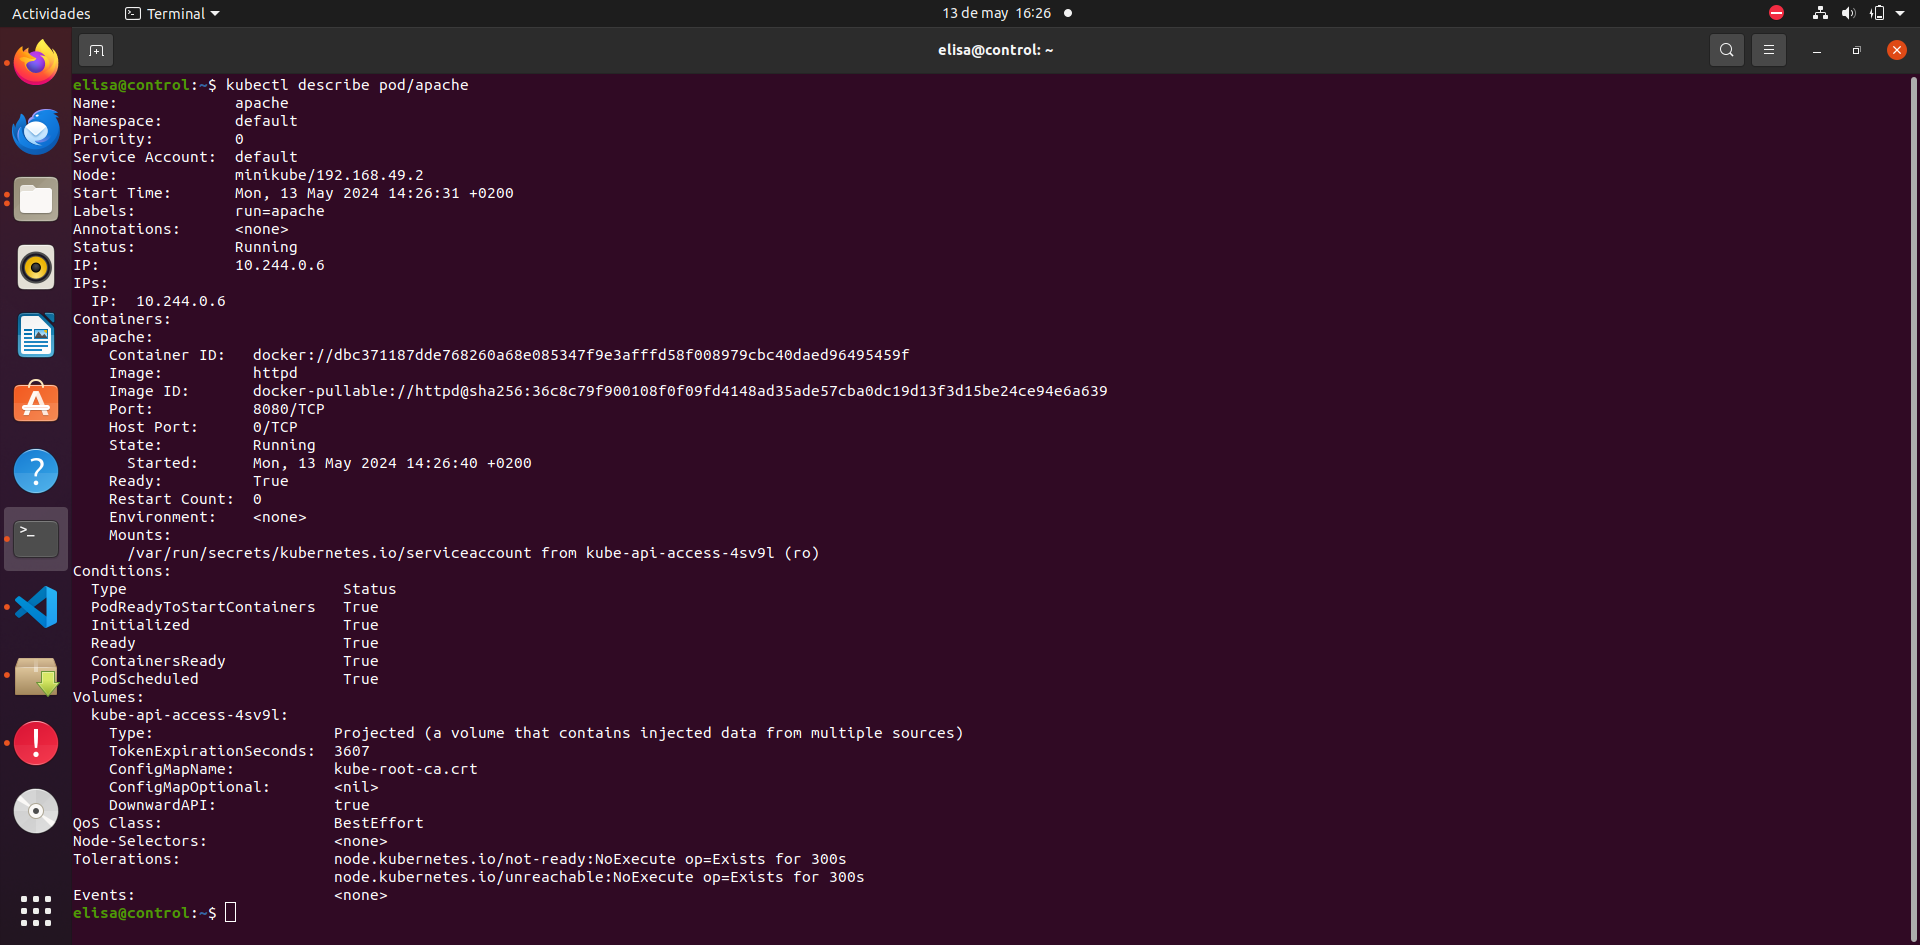 Actividades
Terminal
13 de may 16:26
elisa@control: ~
elisa@control:~$ kubectl describe pod/apache
Name:             apache
Namespace:        default
Priority:         0
Service Account:  default
Node:             minikube/192.168.49.2
Start Time:       Mon, 13 May 2024 14:26:31 +0200
Labels:           run=apache
Annotations:      <none>
Status:           Running
IP:               10.244.0.6
IPs:
  IP:  10.244.0.6
Containers:
  apache:
    Container ID:   docker://dbc371187dde768260a68e085347f9e3afffd58f008979cbc40daed96495459f
    Image:          httpd
    Image ID:       docker-pullable://httpd@sha256:36c8c79f900108f0f09fd4148ad35ade57cba0dc19d13f3d15be24ce94e6a639
    Port:           8080/TCP
    Host Port:      0/TCP
    State:          Running
      Started:      Mon, 13 May 2024 14:26:40 +0200
    Ready:          True
    Restart Count:  0
    Environment:    <none>
    Mounts:
      /var/run/secrets/kubernetes.io/serviceaccount from kube-api-access-4sv9l (ro)
Conditions:
  Type                        Status
  PodReadyToStartContainers   True
  Initialized                 True
  Ready                       True
  ContainersReady             True
  PodScheduled                True
Volumes:
  kube-api-access-4sv9l:
    Type:                    Projected (a volume that contains injected data from multiple sources)
    TokenExpirationSeconds:  3607
    ConfigMapName:           kube-root-ca.crt
    ConfigMapOptional:       <nil>
    DownwardAPI:             true
QoS Class:                   BestEffort
Node-Selectors:              <none>
Tolerations:                 node.kubernetes.io/not-ready:NoExecute op=Exists for 300s
                             node.kubernetes.io/unreachable:NoExecute op=Exists for 300s
Events:                      <none>
elisa@control:~$